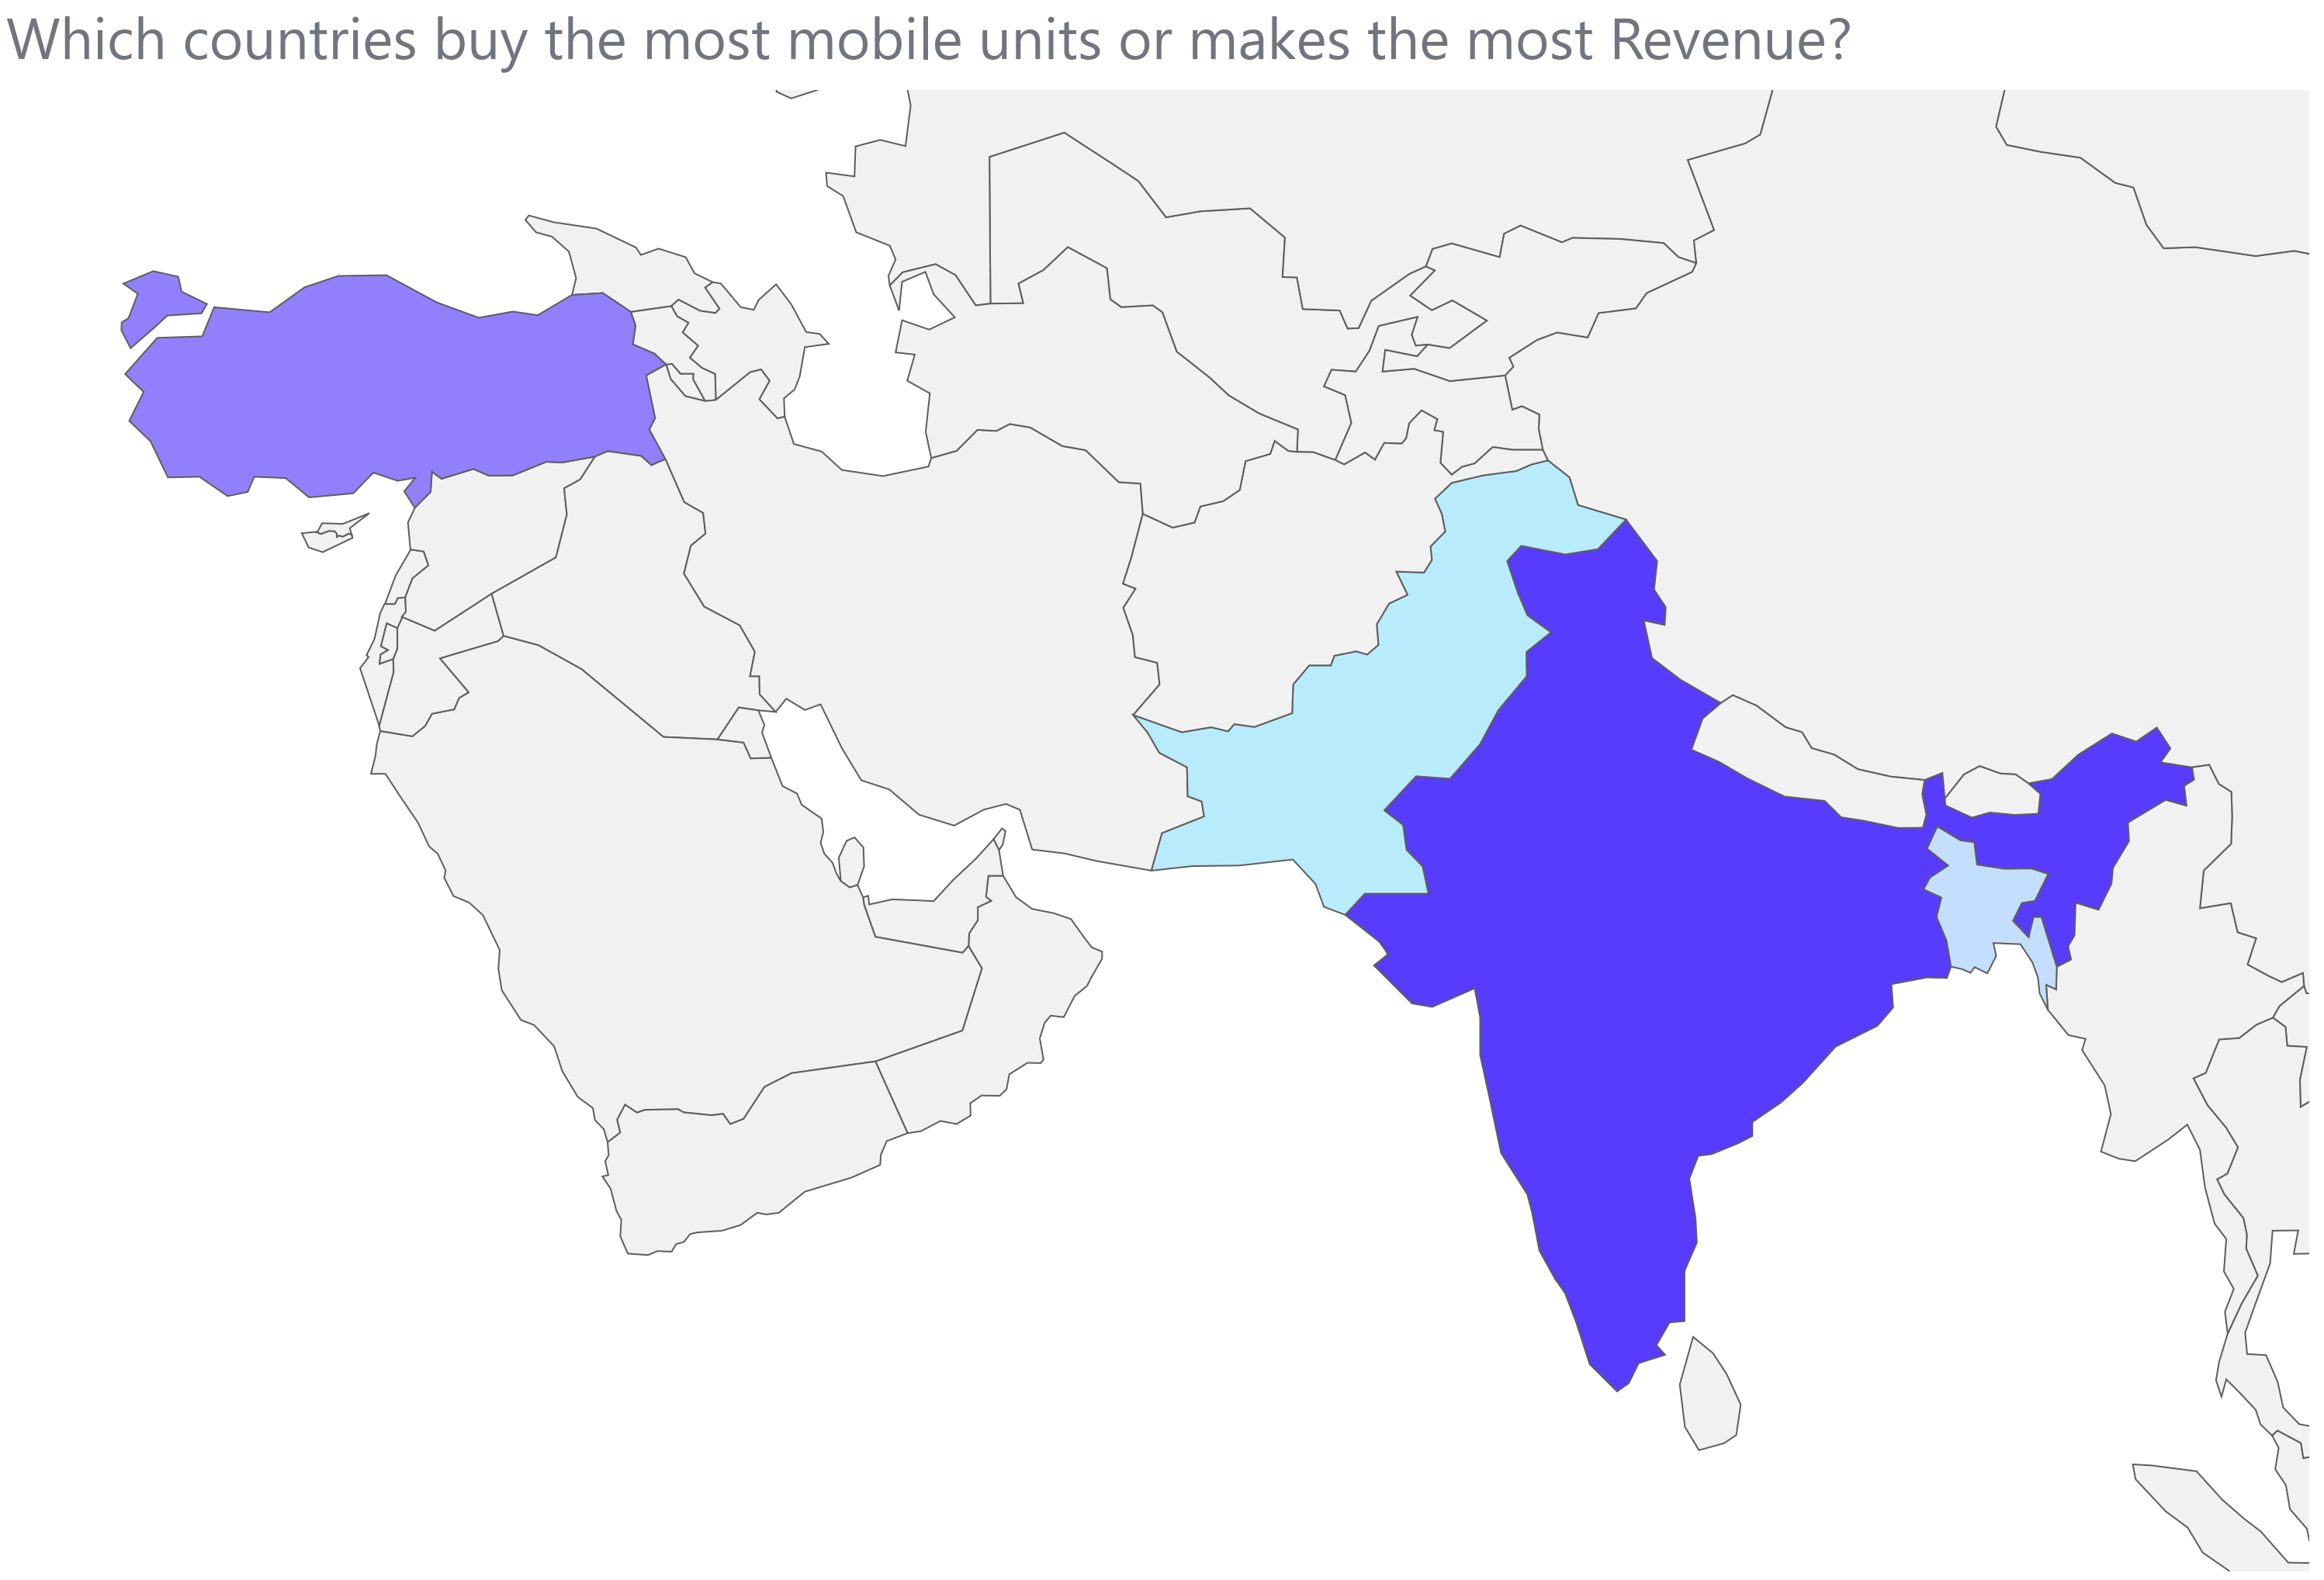 Which countries buy the most mobile units or makes the most Revenue?